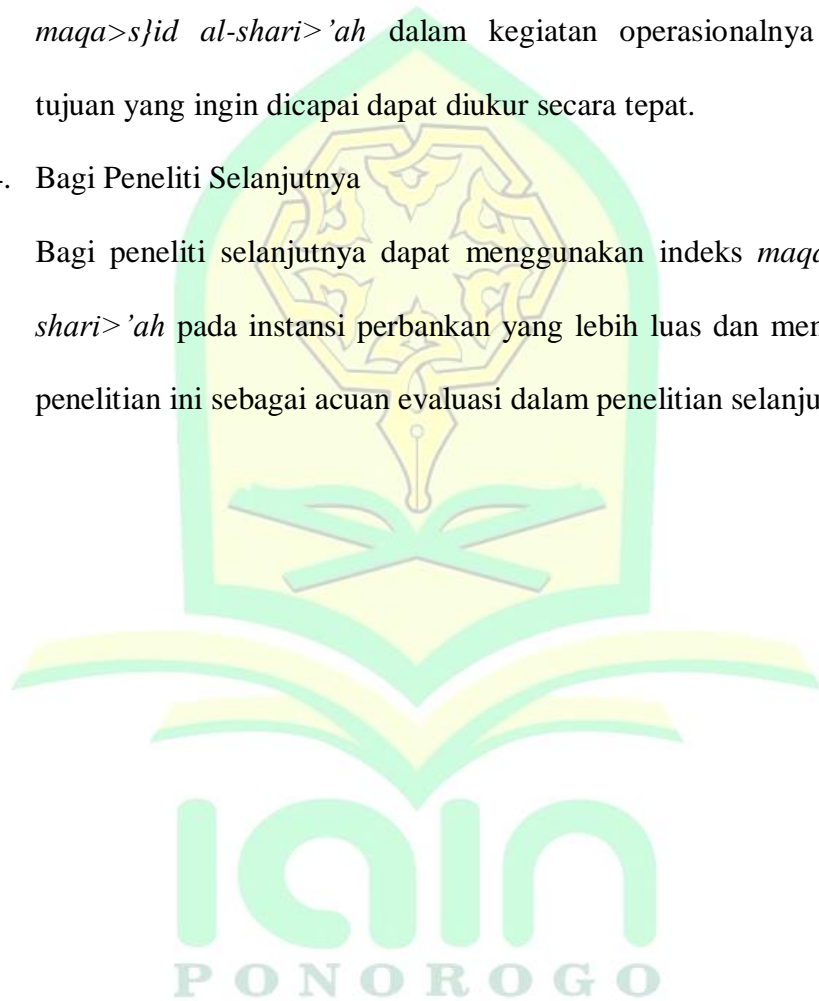 maqa>s}id al-shari>'ah dalam kegiatan operasionalnya
tujuan yang ingin dicapai dapat diukur secara tepat.
Bagi Peneliti Selanjutnya
Bagi peneliti selanjutnya dapat menggunakan indeks
shari>'ah pada instansi perbankan yang lebih luas dan
penelitian ini sebagai acuan evaluasi dalam penelitian
iain
PONOROGO